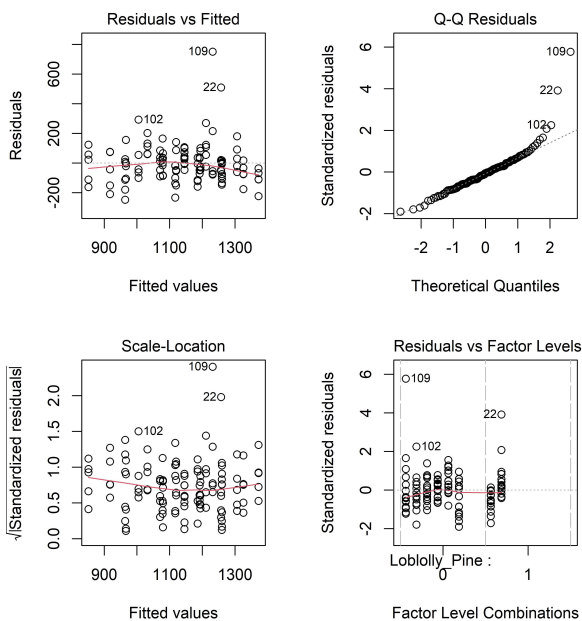 Residuals vs Fitted
Residuals
-200
200
600
109
22
102
900
1100
1300
Fitted values
Q-Q Residuals
Standardized residuals
-2
0
2
4
6
109
22
102
-2 -1 0 1 2
Theoretical Quantiles
Scale-Location
√|Standardized residuals|
0.0
0.5
1.0
1.5
2.0
109
22
102
900
1100
1300
Fitted values
Residuals vs Factor Levels
Standardized residuals
-2
0
2
4
6
109
22
102
Loblolly_Pine :
0
1
Factor Level Combinations